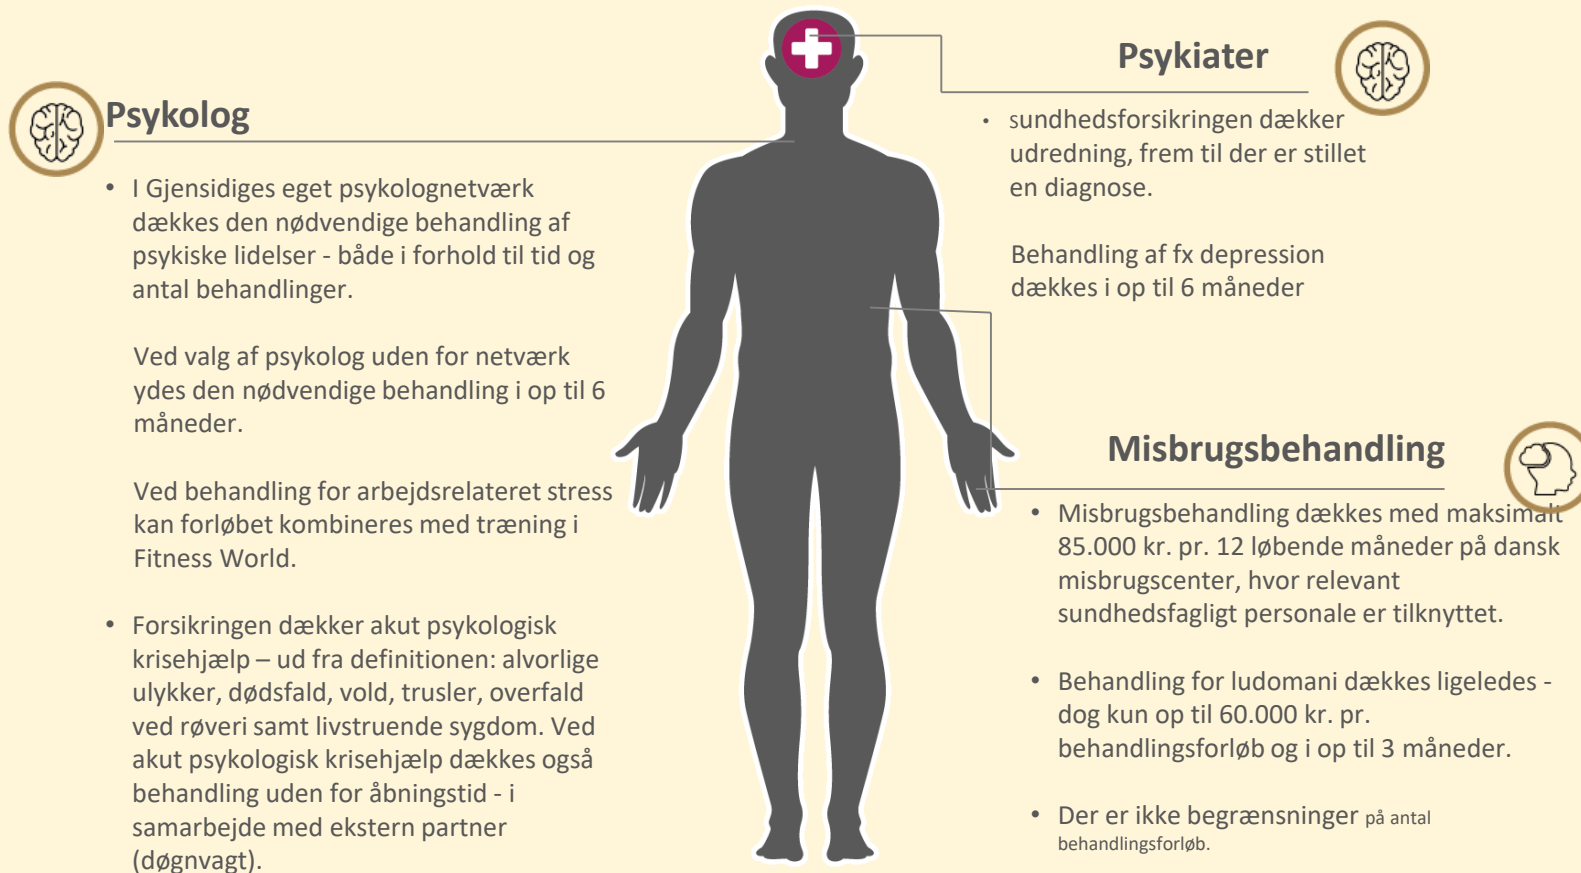 Psykolog
• I Gjensidiges eget psykolognetværk
dækkes den nødvendige behandling af
psykiske lidelser - både i forhold til tid og
antal behandlinger.
Ved valg af psykolog uden for netværk
ydes den nødvendige behandling i op til 6
måneder.
Ved behandling for arbejdsrelateret stress
kan forløbet kombineres med træning i
Fitness World.
• Forsikringen dækker akut psykologisk
krisehjælp – ud fra definitionen: alvorlige
ulykker, dødsfald, vold, trusler, overfald
ved røveri samt livstruende sygdom. Ved
akut psykologisk krisehjælp dækkes også
behandling uden for åbningstid - i
samarbejde med ekstern partner
(døgnvagt).
Psykiater
• sundhedsforsikringen dækker
udredning, frem til der er stillet
en diagnose.
Behandling af fx depression
dækkes i op til 6 måneder
Misbrugsbehandling
• Misbrugsbehandling dækkes med maksimalt
85.000 kr. pr. 12 løbende måneder på dansk
misbrugscenter, hvor relevant
sundhedsfagligt personale er tilknyttet.
• Behandling for ludomani dækkes ligeledes -
dog kun op til 60.000 kr. pr.
behandlingsforløb og i op til 3 måneder.
• Der er ikke begrænsninger på antal
behandlingsforløb.